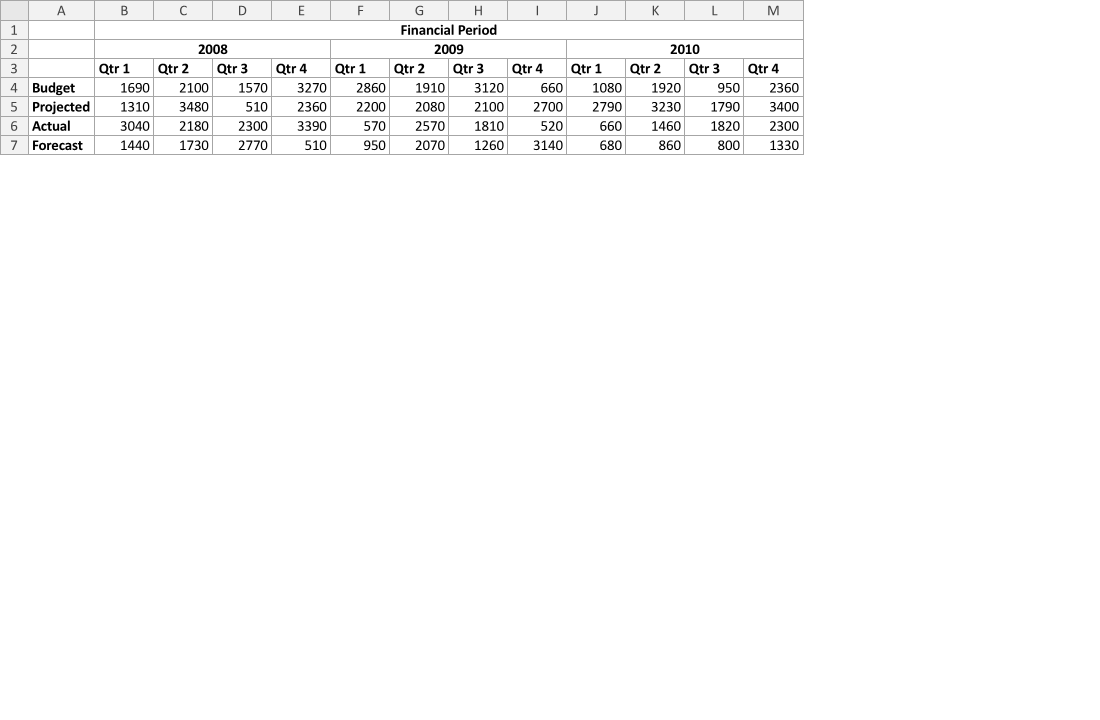 A B C D E F G H I J K L M
1 Financial Period
2 2008 2009 2010
3 Qtr 1 Qtr 2 Qtr 3 Qtr 4 Qtr 1 Qtr 2 Qtr 3 Qtr 4 Qtr 1 Qtr 2 Qtr 3 Qtr 4
4 Budget 1690 2100 1570 3270 2860 1910 3120 660 1080 1920 950 2360
5 Projected 1310 3480 510 2360 2200 2080 2100 2700 2790 3230 1790 3400
6 Actual 3040 2180 2300 3390 570 2570 1810 520 660 1460 1820 2300
7 Forecast 1440 1730 2770 510 950 2070 1260 3140 680 860 800 1330